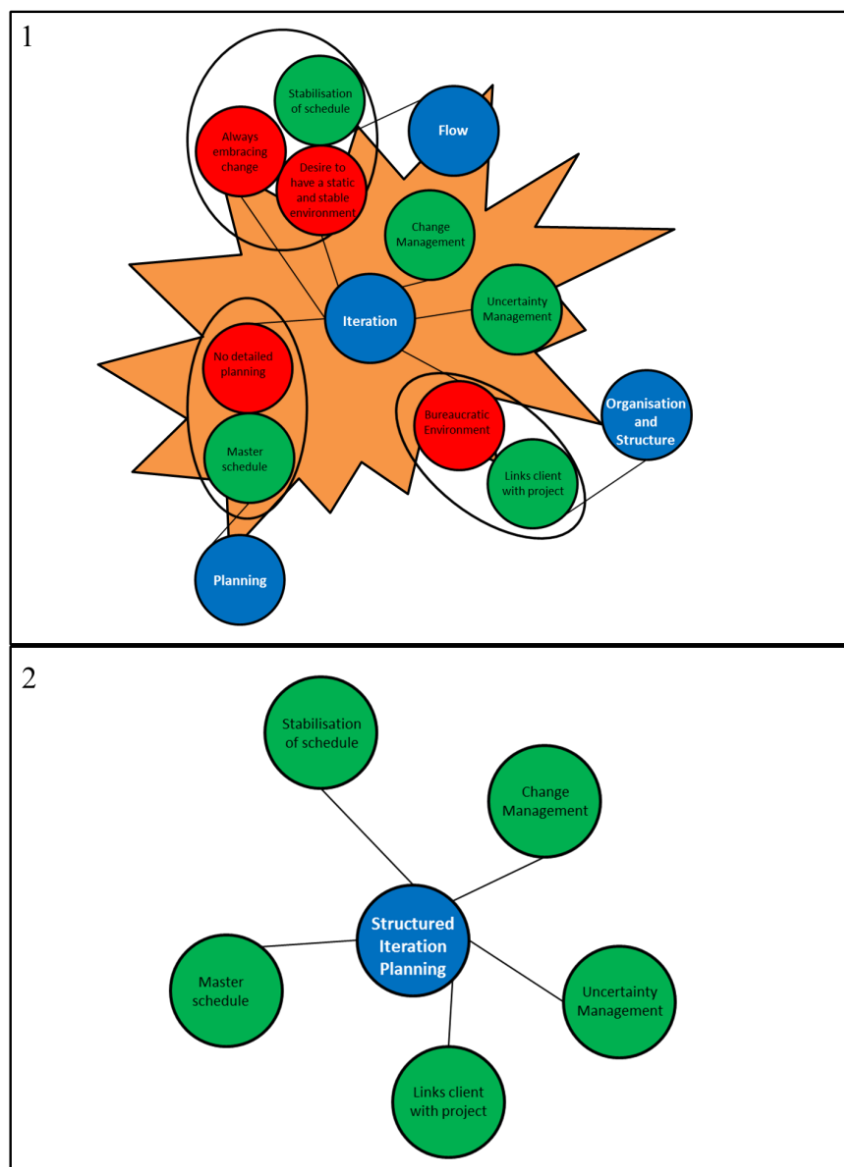 1
Stabilisation
of schedule
Flow
Always
embracing
change
Desire to
have a static
and stable
environment
Change
Management
Uncertainty
Management
Iteration
No detailed
planning
Organisation
and
Structure
Bureaucratic
Environment
Master
schedule
Links client
with project
Planning
2
Stabilisation
of schedule
Change
Management
Structured
Iteration
Planning
Master
schedule
Uncertainty
Management
Links client
with project